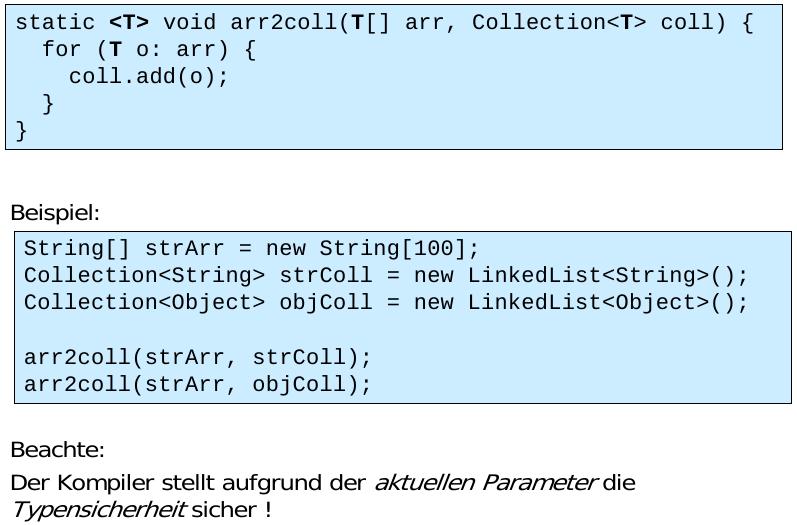 static <T> void arr2coll(T[] arr, Collection<T> coll) {
  for (T o: arr) {
    coll.add(o);
  }
}
Beispiel:
String[] strArr = new String[100];
Collection<String> strColl = new LinkedList<String>();
Collection<Object> objColl = new LinkedList<Object>();
arr2coll(strArr, strColl);
arr2coll(strArr, objColl);
Beachte:
Der Kompiler stellt aufgrund der aktuellen Parameter die
Typensicherheit sicher !